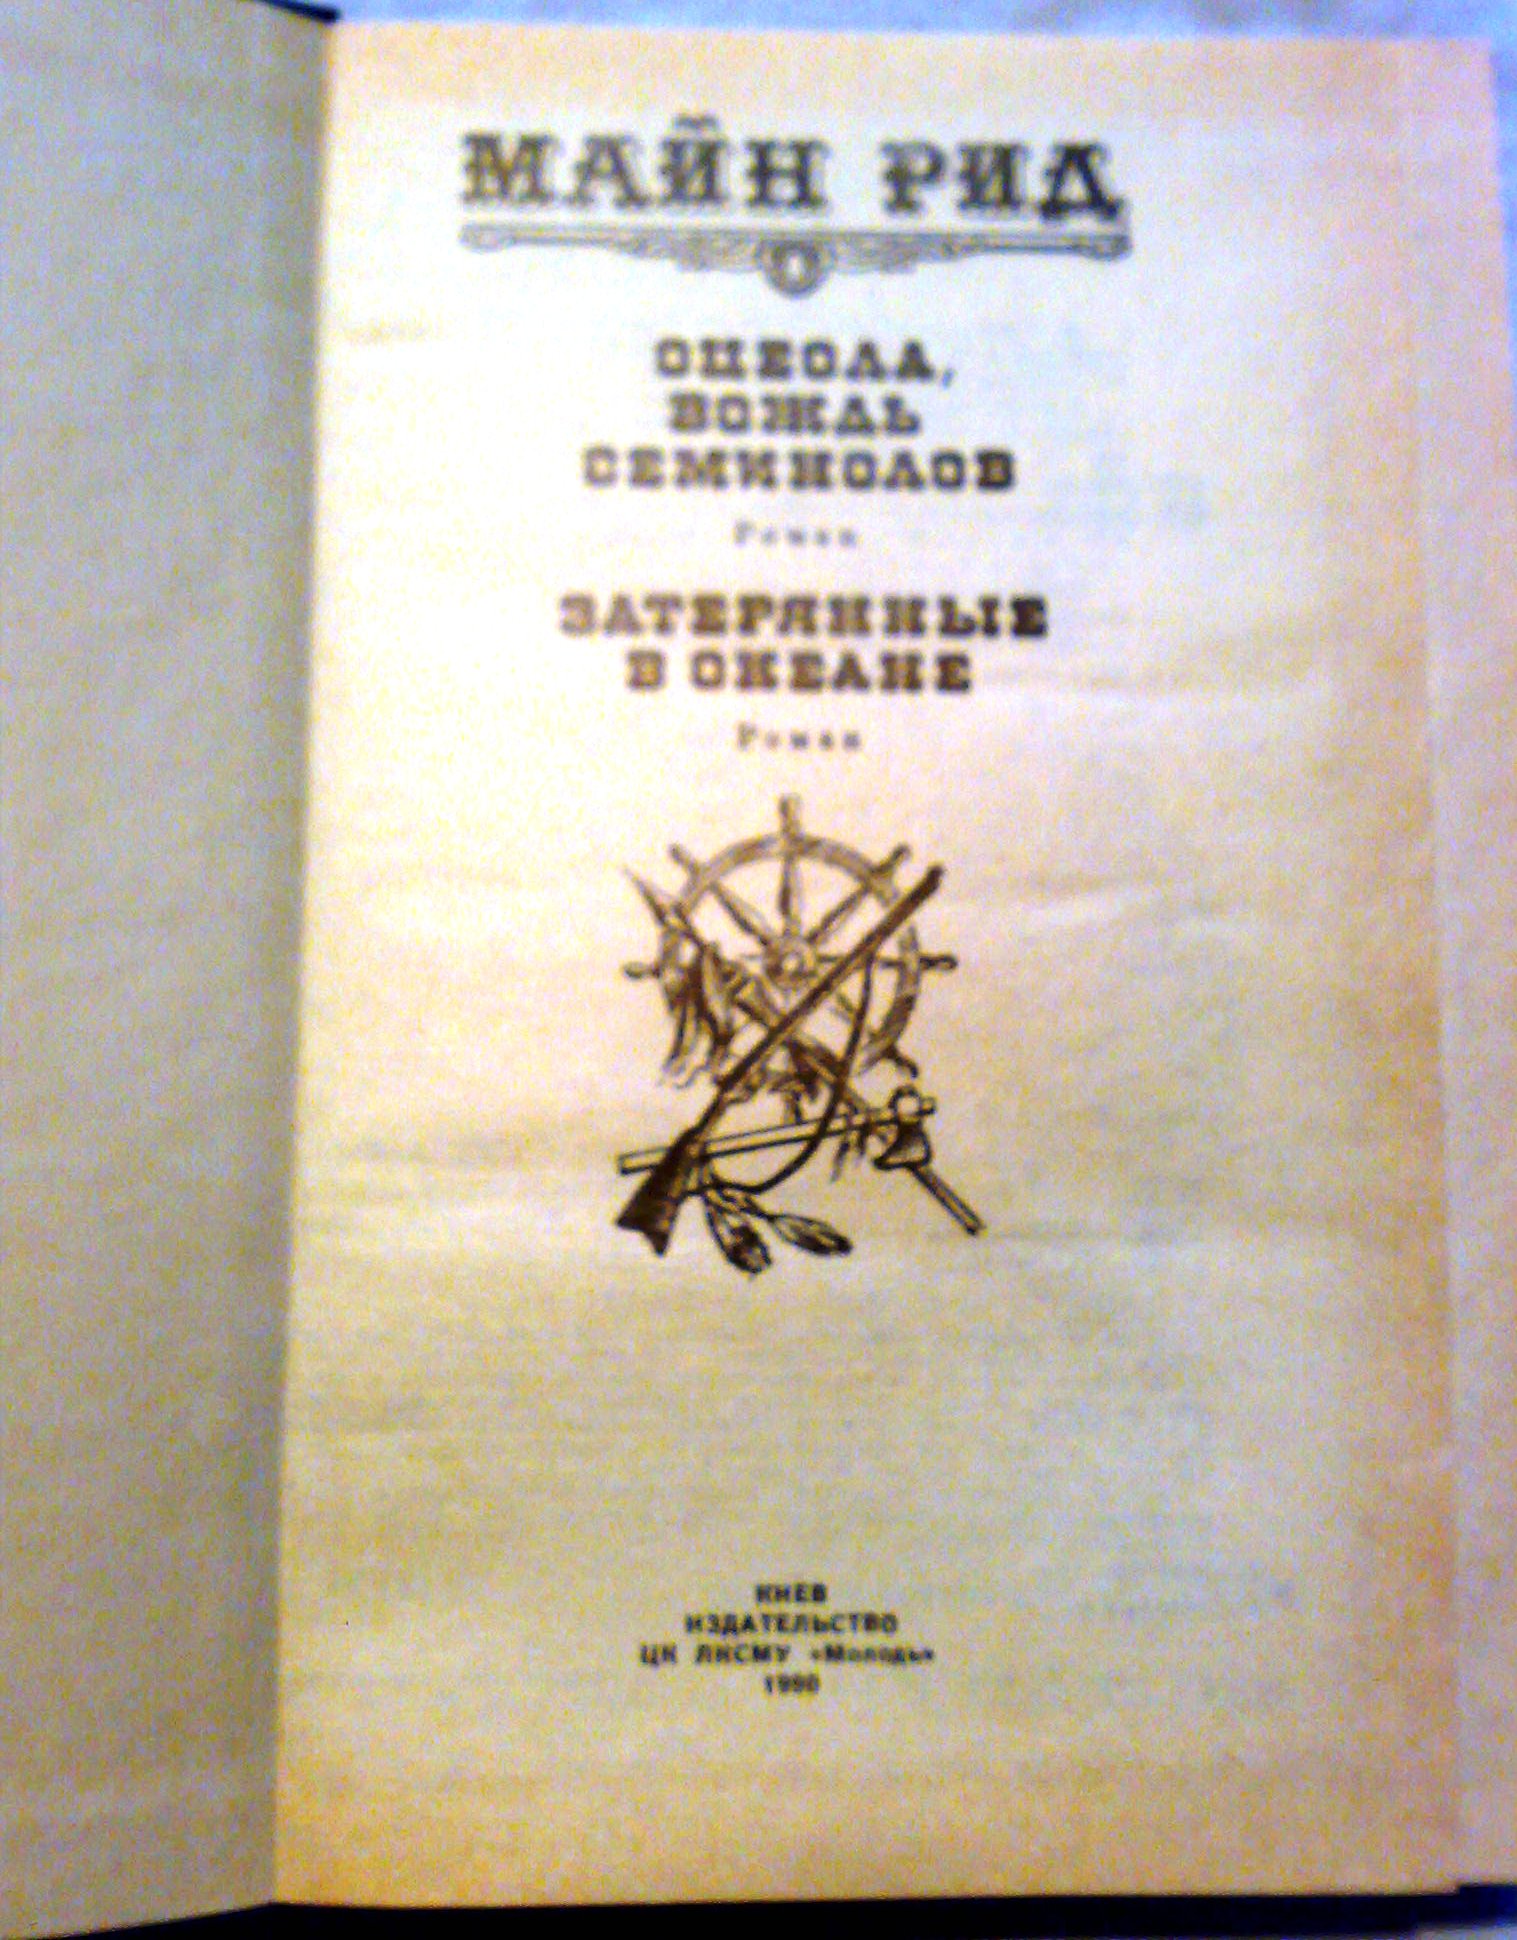 МАЙН РИД
ОЦЕОЛА,
ВОЖДЬ
СЕМИНОЛОВ
Роман
ЗАТЕРЯННЫЕ
В ОКЕАНЕ
Роман
КИЕВ
ИЗДАТЕЛЬСТВО
ЦК ЛКСМУ «Молодь»
1990